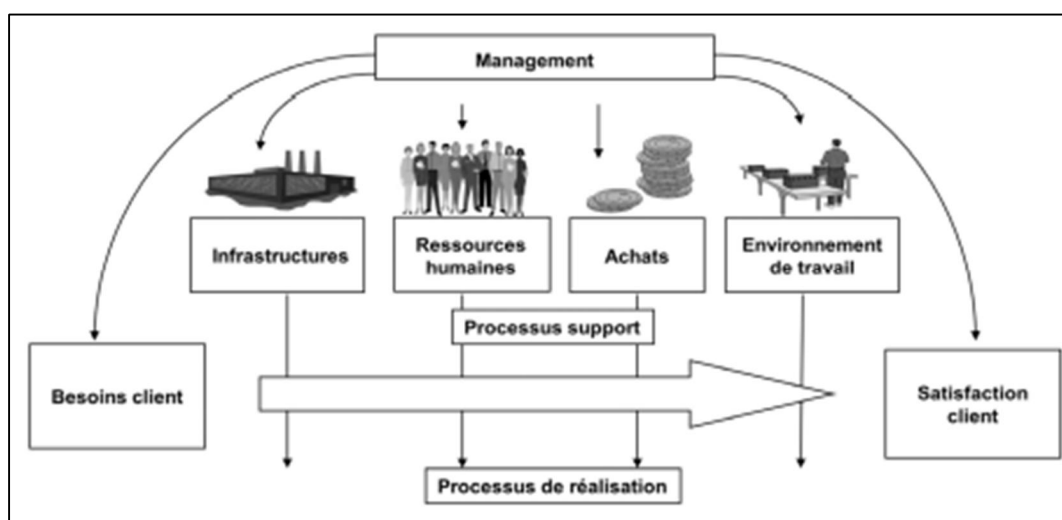 Management
Infrastructures
Ressources
humaines
Achats
Environnement
de travail
Processus support
Besoins client
Satisfaction
client
Processus de réalisation